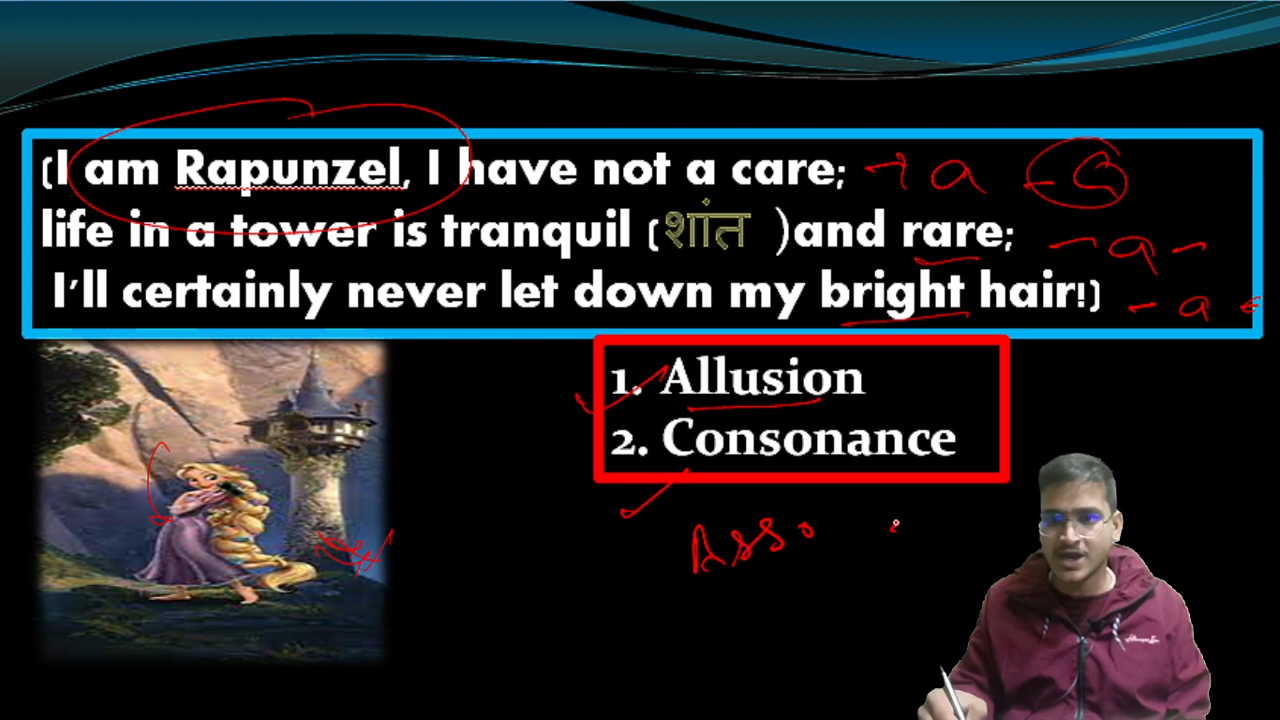 (I am Rapunzel, I have not a care; → a
life in a tower is tranquil (शांत )and rare; - a -
I'll certainly never let down my bright hair!) - a
1. Allusion
2. Consonance
Asso